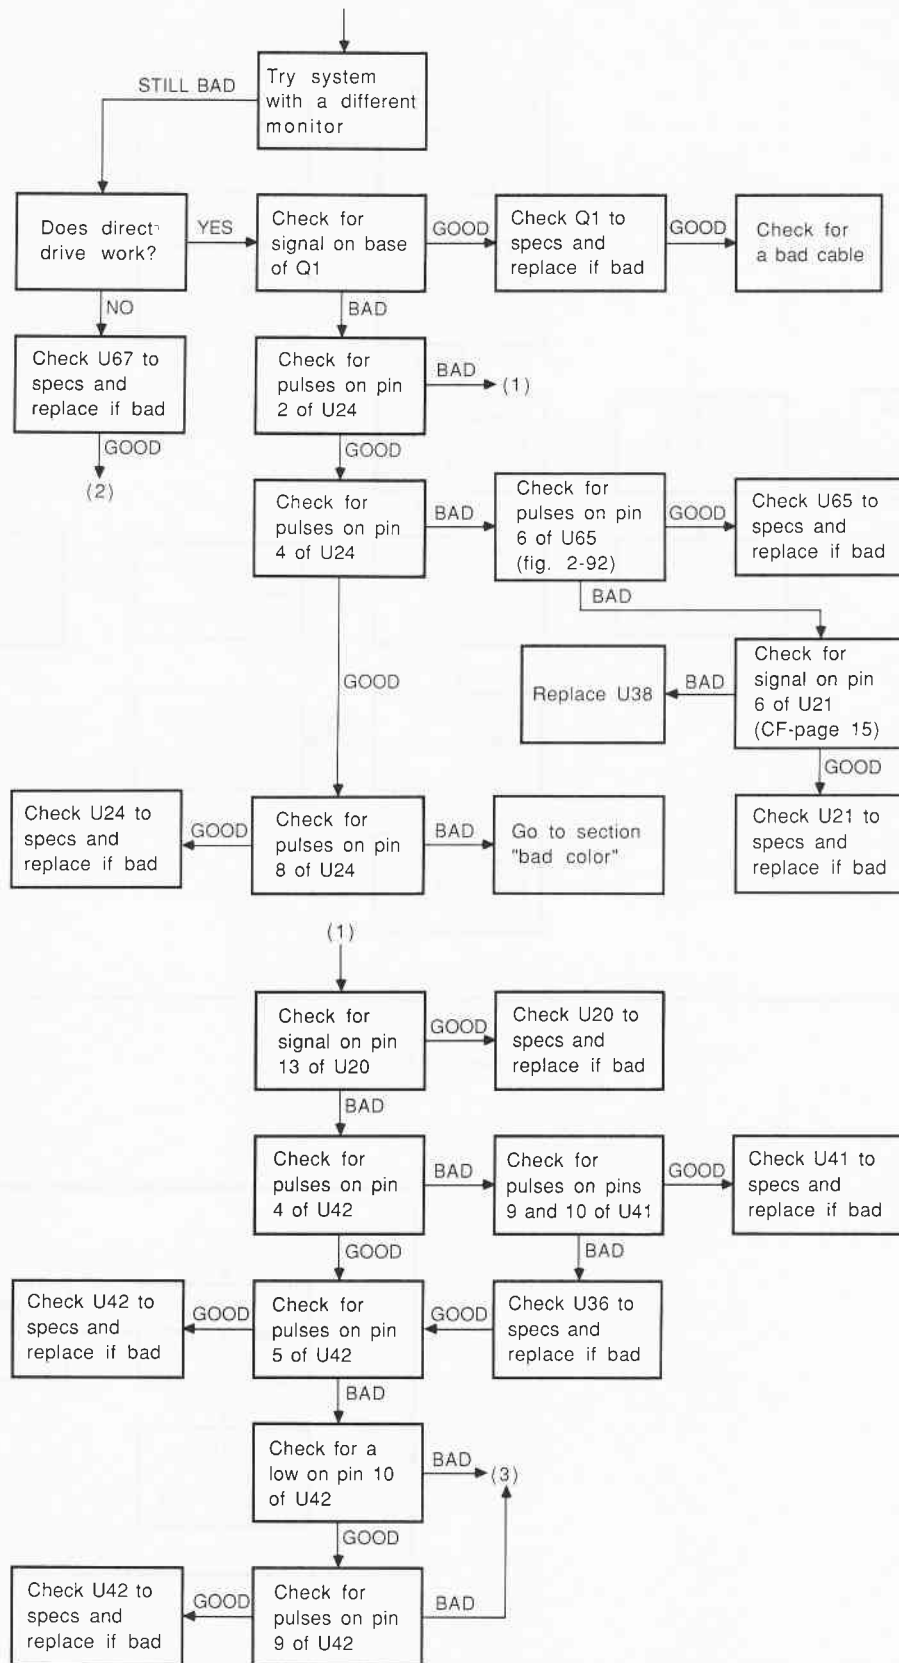 Try system
with a different
monitor
STILL BAD
Does direct
drive work?
YES
Check for
signal on base
of Q1
GOOD
Check Q1 to
specs and
replace if bad
GOOD
Check for
a bad cable
NO
BAD
Check U67 to
specs and
replace if bad
Check for
pulses on pin
2 of U24
BAD
(1)
GOOD
(2)
GOOD
Check for
pulses on pin
4 of U24
BAD
Check for
pulses on pin
6 of U65
(fig. 2-92)
GOOD
Check U65 to
specs and
replace if bad
BAD
GOOD
Replace U38
BAD
Check for
signal on pin
6 of U21
(CF-page 15)
GOOD
Check U24 to
specs and
replace if bad
GOOD
Check for
pulses on pin
8 of U24
BAD
Go to section
"bad color"
Check U21 to
specs and
replace if bad
(1)
Check for
signal on pin
13 of U20
GOOD
Check U20 to
specs and
replace if bad
BAD
Check for
pulses on pin
4 of U42
BAD
Check for
pulses on pins
9 and 10 of U41
GOOD
Check U41 to
specs and
replace if bad
GOOD
BAD
Check U42 to
specs and
replace if bad
GOOD
Check for
pulses on pin
5 of U42
GOOD
Check U36 to
specs and
replace if bad
BAD
Check for a
low on pin 10
of U42
BAD
(3)
GOOD
Check U42 to
specs and
replace if bad
GOOD
Check for
pulses on pin
9 of U42
BAD